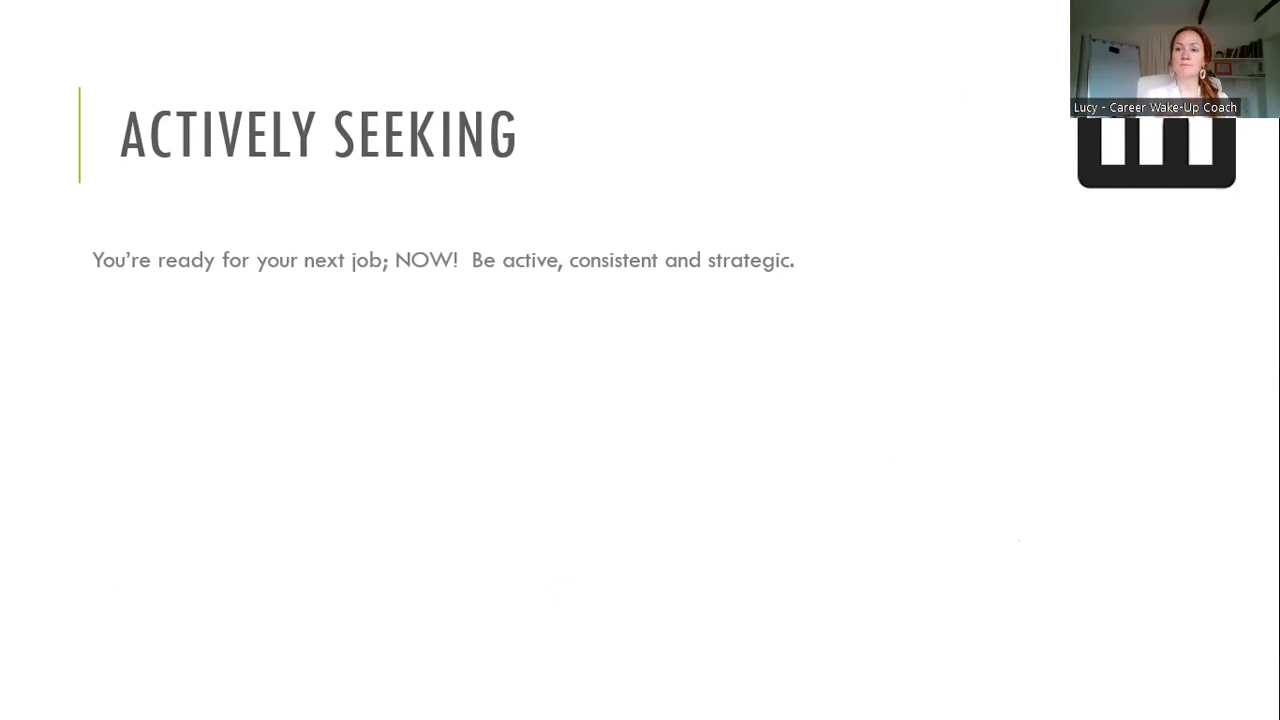 Lucy - Career Wake-Up Coach
ACTIVELY SEEKING
You're ready for your next job; NOW!  Be active, consistent and strategic.